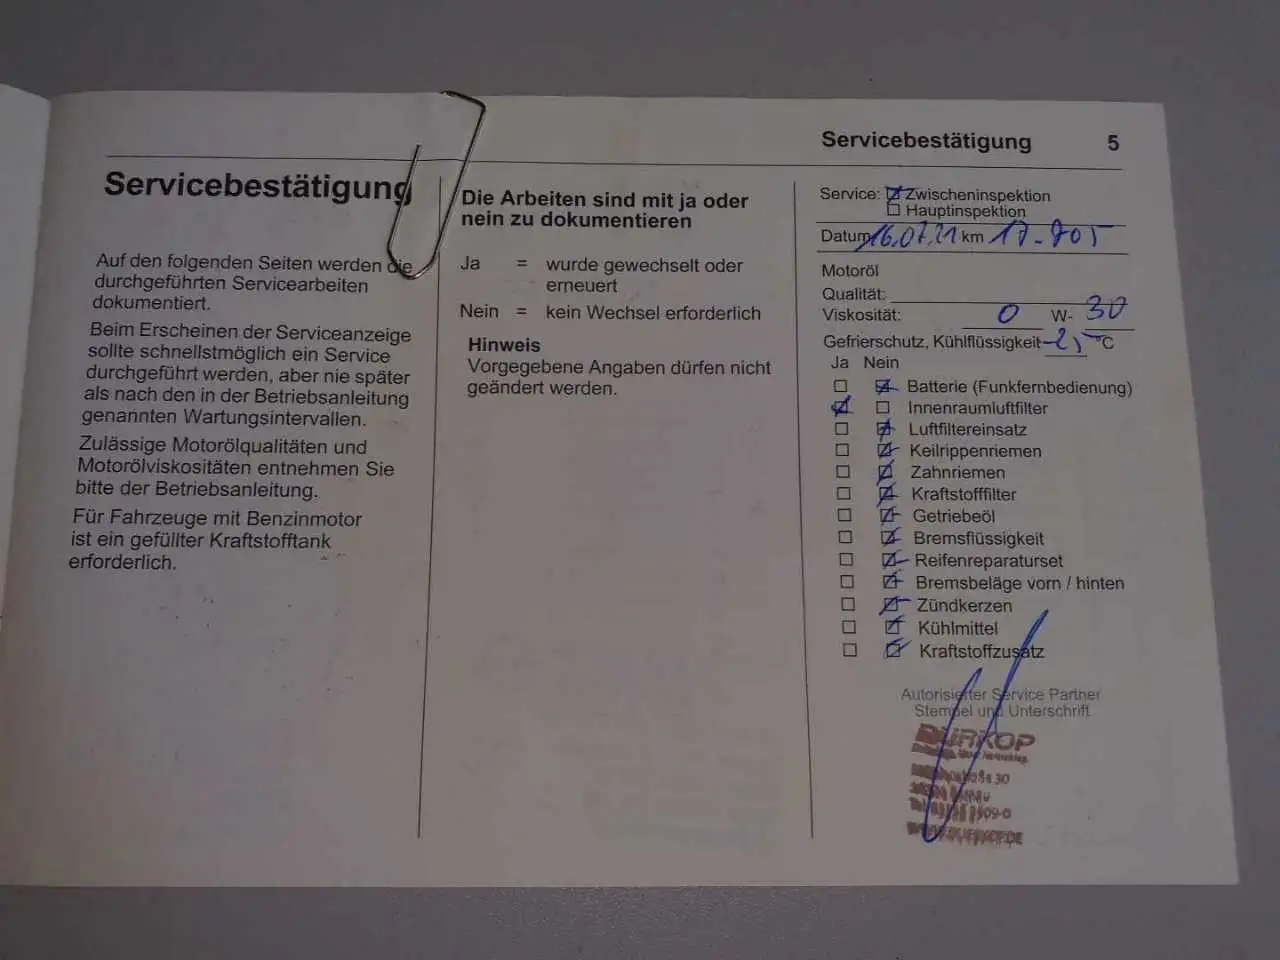 Servicebestätigung 5
Servicebestätigung
Auf den folgenden Seiten werden die
durchgeführten Servicearbeiten
dokumentiert.
Beim Erscheinen der Serviceanzeige
sollte schnellstmöglich ein Service
durchgeführt werden, aber nie später
als nach den in der Betriebsanleitung
genannten Wartungsintervallen.
Zulässige Motorölqualitäten und
Motorölviskositäten entnehmen Sie
bitte der Betriebsanleitung.
Für Fahrzeuge mit Benzinmotor
ist ein gefüllter Kraftstofftank
erforderlich.
Die Arbeiten sind mit ja oder
nein zu dokumentieren
Ja = wurde gewechselt oder
erneuert
Nein = kein Wechsel erforderlich
Hinweis
Vorgegebene Angaben dürfen nicht
geändert werden.
Service: Zwischeninspektion
Hauptinspektion
Datum 16.07.21 km 17.705
Motoröl
Qualität:
Viskosität: 0 W- 30
Gefrierschutz, Kühlflüssigkeit °C
Ja Nein
Batterie (Funkfernbedienung)
Innenraumluftfilter
Luftfiltereinsatz
Keilrippenriemen
Zahnriemen
Kraftstofffilter
Getriebeöl
Bremsflüssigkeit
Reifenreparaturset
Bremsbeläge vorn / hinten
Zündkerzen
Kühlmittel
Kraftstoffzusatz
Autorisierter Service Partner
Stempel und Unterschrift
DÜRKOP